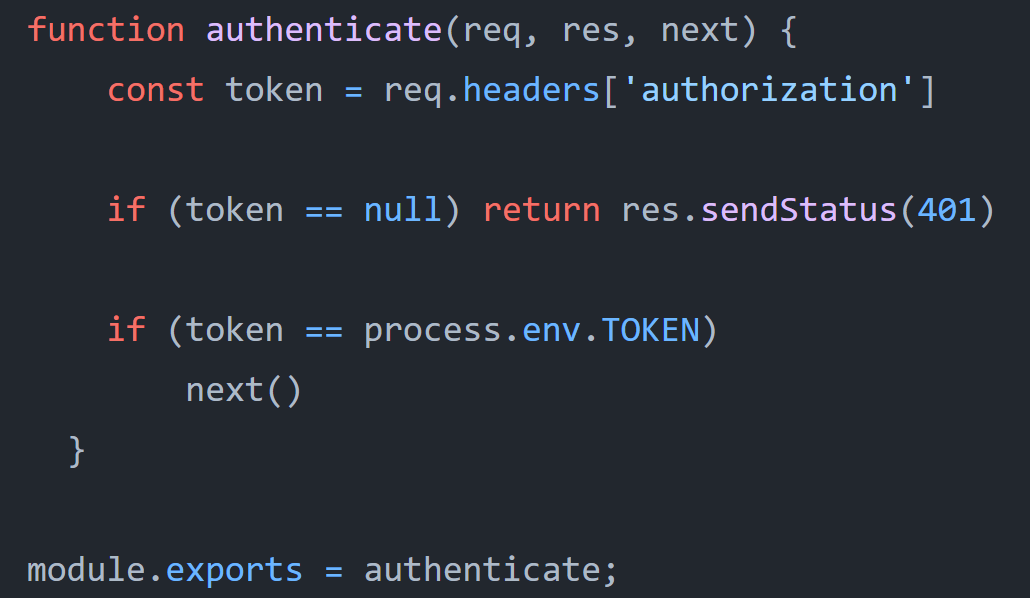 function authenticate(req, res, next) {
    const token = req.headers['authorization']
    if (token == null) return res.sendStatus(401)
    if (token == process.env.TOKEN)
        next()
  }
module.exports = authenticate;